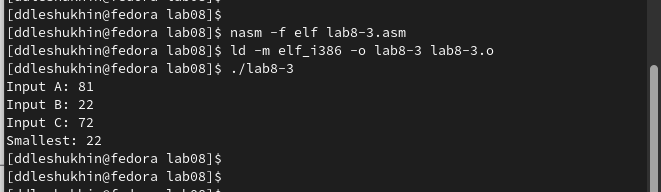 [ddleshukhin@fedora lab08]$
[ddleshukhin@fedora lab08]$ nasm -f elf lab8-3.asm
[ddleshukhin@fedora lab08]$ ld -m elf_i386 -o lab8-3 lab8-3.o
[ddleshukhin@fedora lab08]$ ./lab8-3
Input A: 81
Input B: 22
Input C: 72
Smallest: 22
[ddleshukhin@fedora lab08]$
[ddleshukhin@fedora lab08]$